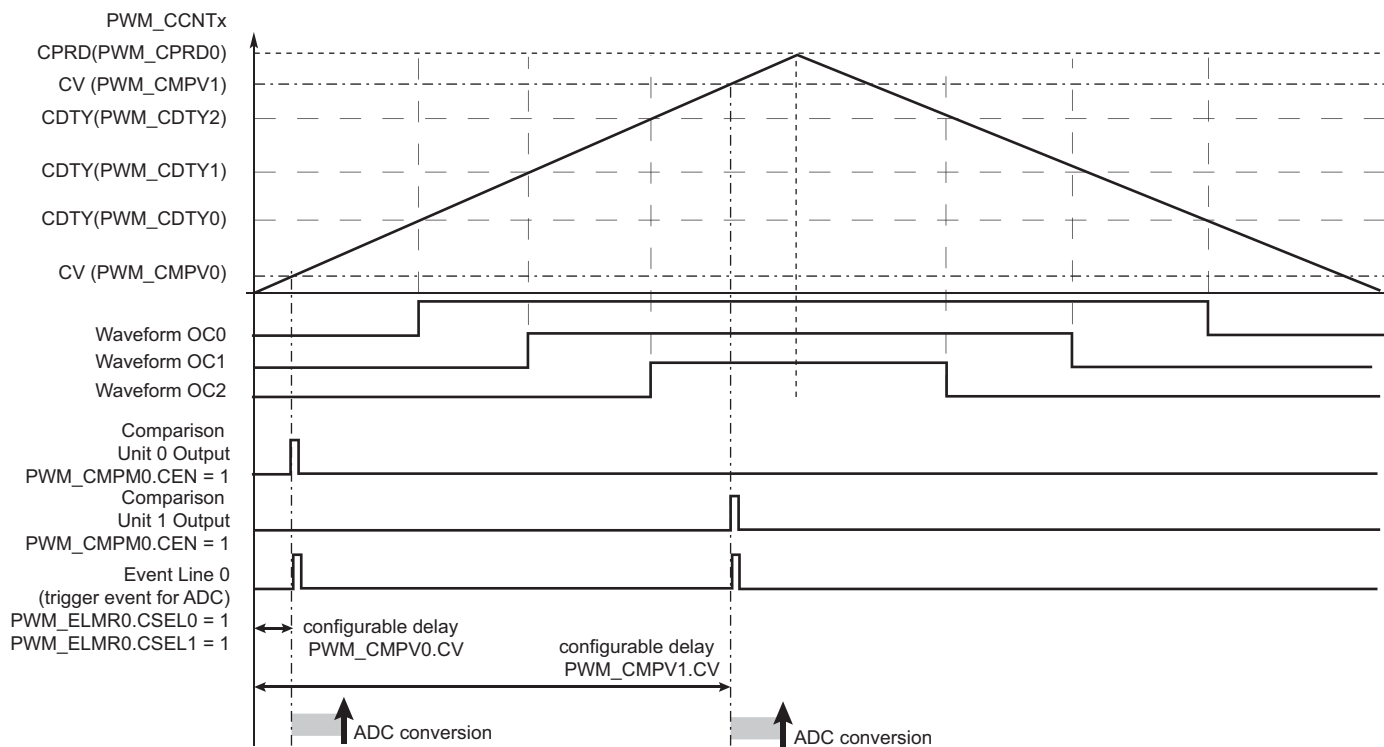 PWM_CCNTx
CPRD(PWM_CPRD0)
CV (PWM_CMPV1)
CDTY(PWM_CDTY2)
CDTY(PWM_CDTY1)
CDTY(PWM_CDTY0)
CV (PWM_CMPV0)
Waveform OC0
Waveform OC1
Waveform OC2
Comparison
Unit 0 Output
PWM_CMPM0.CEN = 1
Comparison
Unit 1 Output
PWM_CMPM0.CEN = 1
Event Line 0
(trigger event for ADC)
PWM_ELMR0.CSEL0 = 1
PWM_ELMR0.CSEL1 = 1
configurable delay
PWM_CMPV0.CV
configurable delay
PWM_CMPV1.CV
ADC conversion
ADC conversion